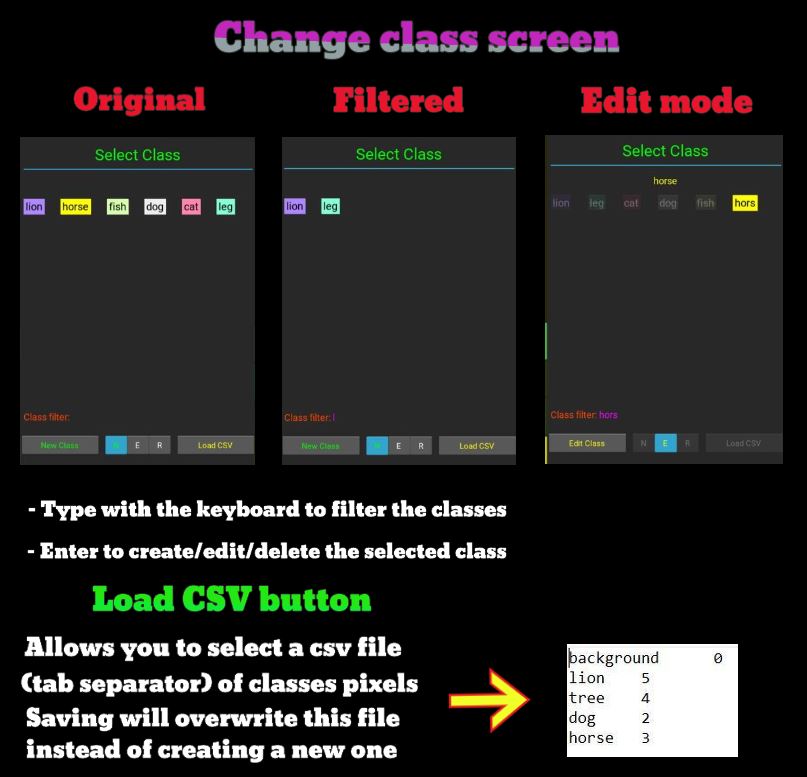 Change class screen
Original
Filtered
Edit mode
Select Class
lion horse fish dog cat leg
Class filter:
New Class N E R Load CSV
Select Class
lion leg
Class filter: l
New Class N E R Load CSV
Select Class
horse
lion leg cat dog fish hors
Class filter: hors
Edit Class N E R Load CSV
- Type with the keyboard to filter the classes
- Enter to create/edit/delete the selected class
Load CSV button
Allows you to select a csv file
(tab separator) of classes pixels
Saving will overwrite this file
instead of creating a new one
background 0
lion 5
tree 4
dog 2
horse 3